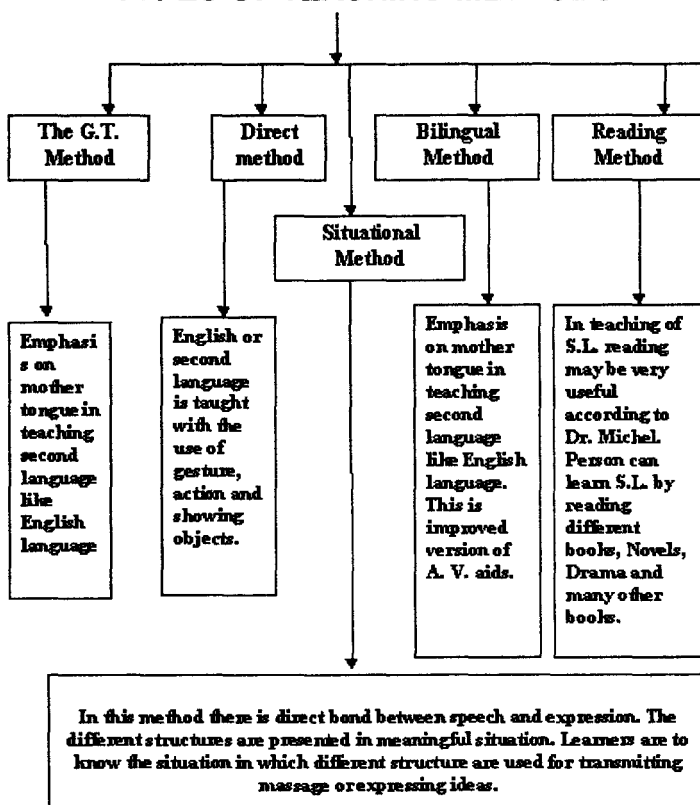 The G.T.
Method
Direct
method
Bilingual
Method
Reading
Method
Situational
Method
Emphasi
s on
mother
tongue in
teaching
second
language
like
English
language
English or
second
language
is taught
with the
use of
gesture,
action and
showing
objects.
Emphasis
on mother
tongue in
teaching
second
language
like English
language.
This is
improved
version of
A. V. aids.
In teaching of
S.L. reading
may be very
useful
according to
Dr. Michel.
Person can
learn S.L. by
reading
different
books, Novels,
Drama and
many other
books.
In this method there is direct bond between speech and expression. The
different structures are presented in meaningful situation. Learners are to
know the situation in which different structure are used for transmitting
massage or expressing ideas.